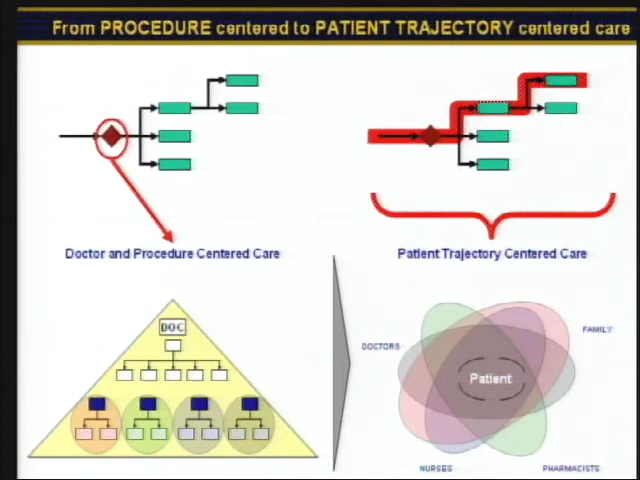 From PROCEDURE centered to PATIENT TRAJECTORY centered care
Doctor and Procedure Centered Care
Patient Trajectory Centered Care
DOC
DOCTORS
FAMILY
Patient
NURSES
PHARMACISTS